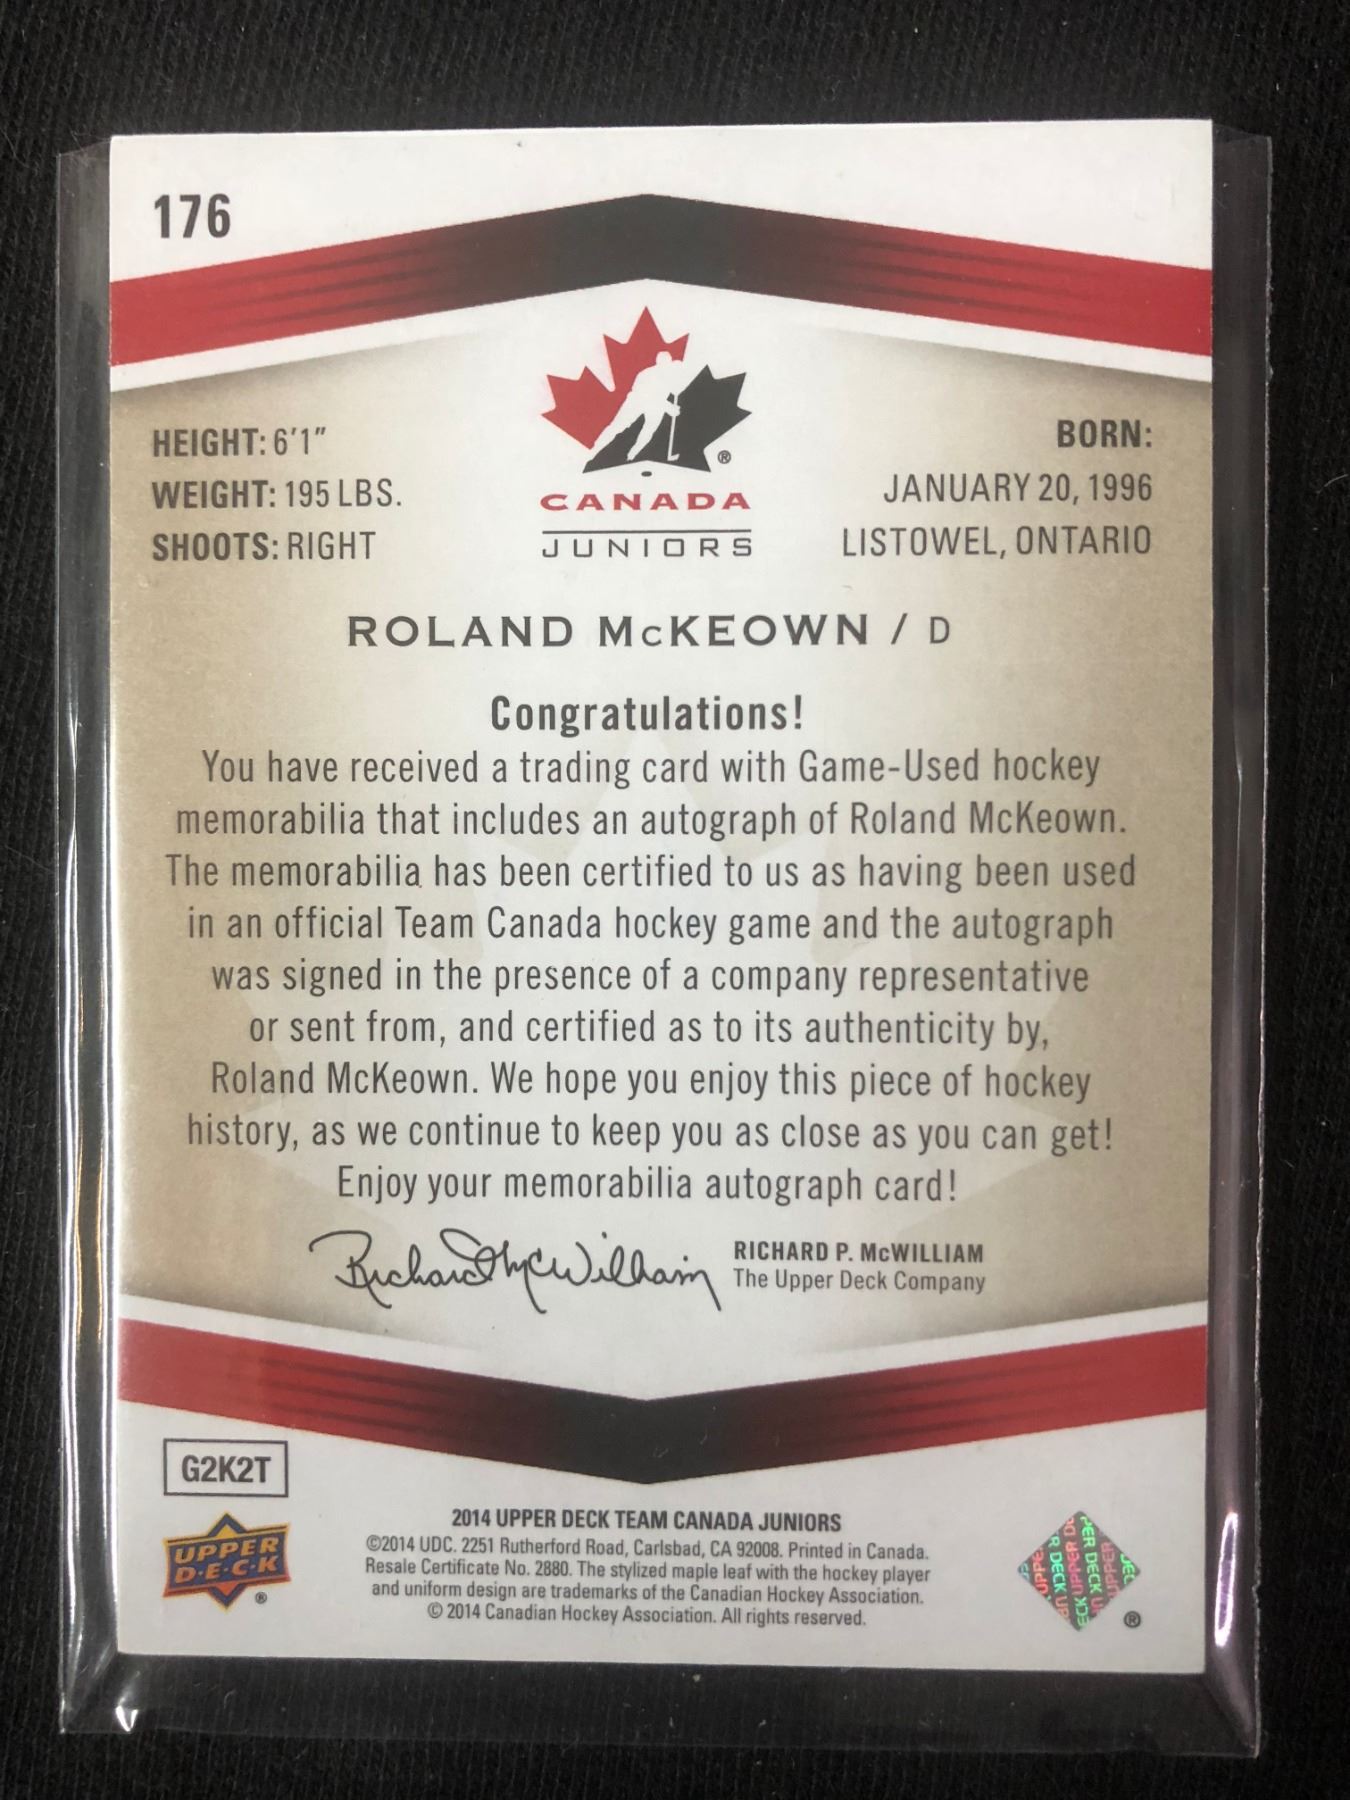 176
HEIGHT: 6'1"
WEIGHT: 195 LBS.
SHOOTS: RIGHT
®
CANADA
JUNIORS
BORN:
JANUARY 20, 1996
LISTOWEL, ONTARIO
ROLAND McKEOWN / D
Congratulations!
You have received a trading card with Game-Used hockey
memorabilia that includes an autograph of Roland McKeown.
The memorabilia has been certified to us as having been used
in an official Team Canada hockey game and the autograph
was signed in the presence of a company representative
or sent from, and certified as to its authenticity by,
Roland McKeown. We hope you enjoy this piece of hockey
history, as we continue to keep you as close as you can get!
Enjoy your memorabilia autograph card!
Richard McWilliam
RICHARD P. McWILLIAM
The Upper Deck Company
G2K2T
UPPER
D·E·C·K
®
2014 UPPER DECK TEAM CANADA JUNIORS
©2014 UDC. 2251 Rutherford Road, Carlsbad, CA 92008. Printed in Canada.
Resale Certificate No. 2880. The stylized maple leaf with the hockey player
and uniform design are trademarks of the Canadian Hockey Association.
© 2014 Canadian Hockey Association. All rights reserved.
UPPER DECK
®